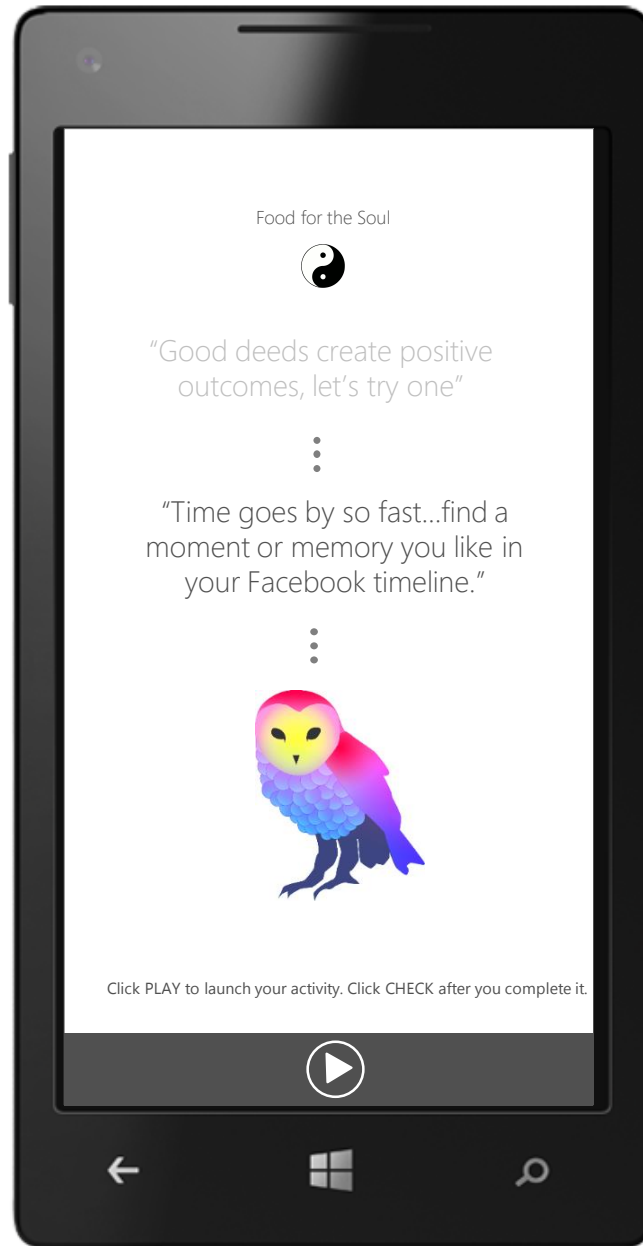 Food for the Soul
“Good deeds create positive
outcomes, let’s try one”
“Time goes by so fast...find a
moment or memory you like in
your Facebook timeline.”
Click PLAY to launch your activity. Click CHECK after you complete it.